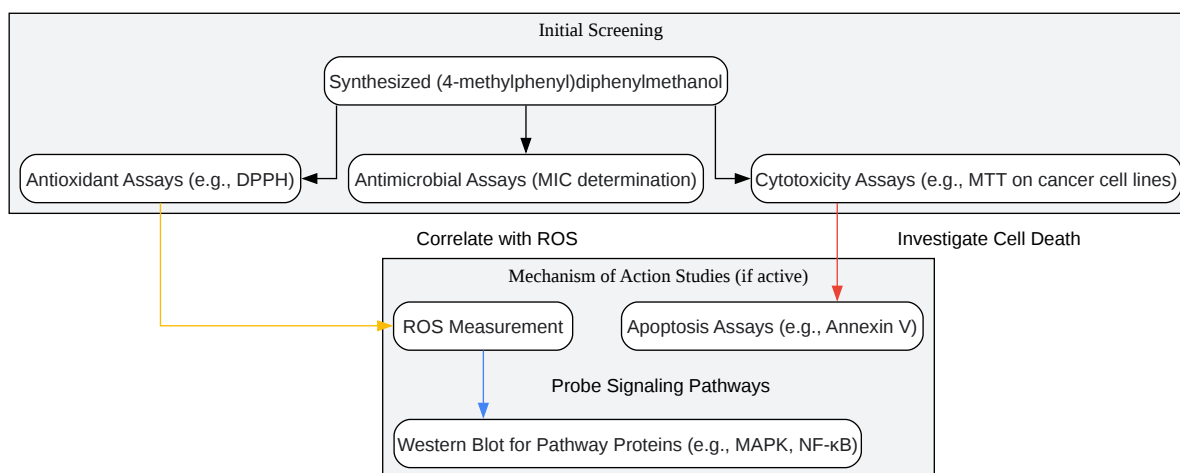 Initial Screening
Synthesized (4-methylphenyl)diphenylmethanol
Antioxidant Assays (e.g., DPPH)
Antimicrobial Assays (MIC determination)
Cytotoxicity Assays (e.g., MTT on cancer cell lines)
Correlate with ROS
Investigate Cell Death
Mechanism of Action Studies (if active)
ROS Measurement
Apoptosis Assays (e.g., Annexin V)
Probe Signaling Pathways
Western Blot for Pathway Proteins (e.g., MAPK, NF-κB)